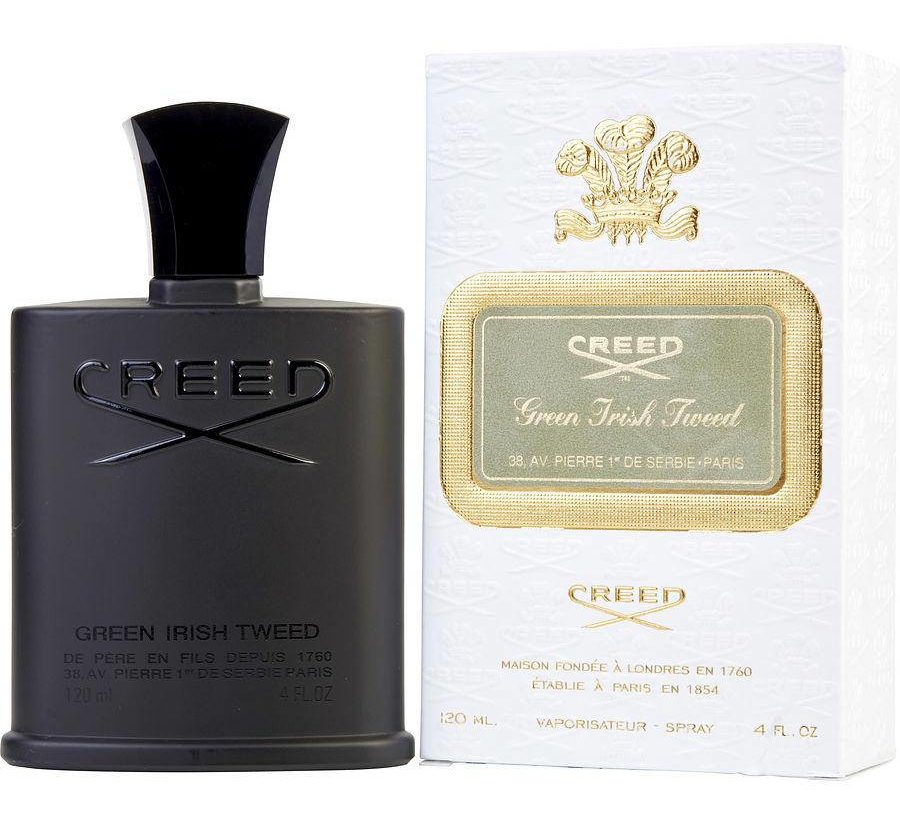 CREED
GREEN IRISH TWEED
DE PÈRE EN FILS DEPUIS 1760
38, AV. PIERRE 1er DE SERBIE PARIS
120 ml 4 FL.OZ
CREED
TM
Green Irish Tweed
38, AV. PIERRE 1er DE SERBIE • PARIS
CREED
MAISON FONDÉE À LONDRES EN 1760
ÉTABLIE À PARIS EN 1854
120 ML. VAPORISATEUR - SPRAY 4 FL. OZ